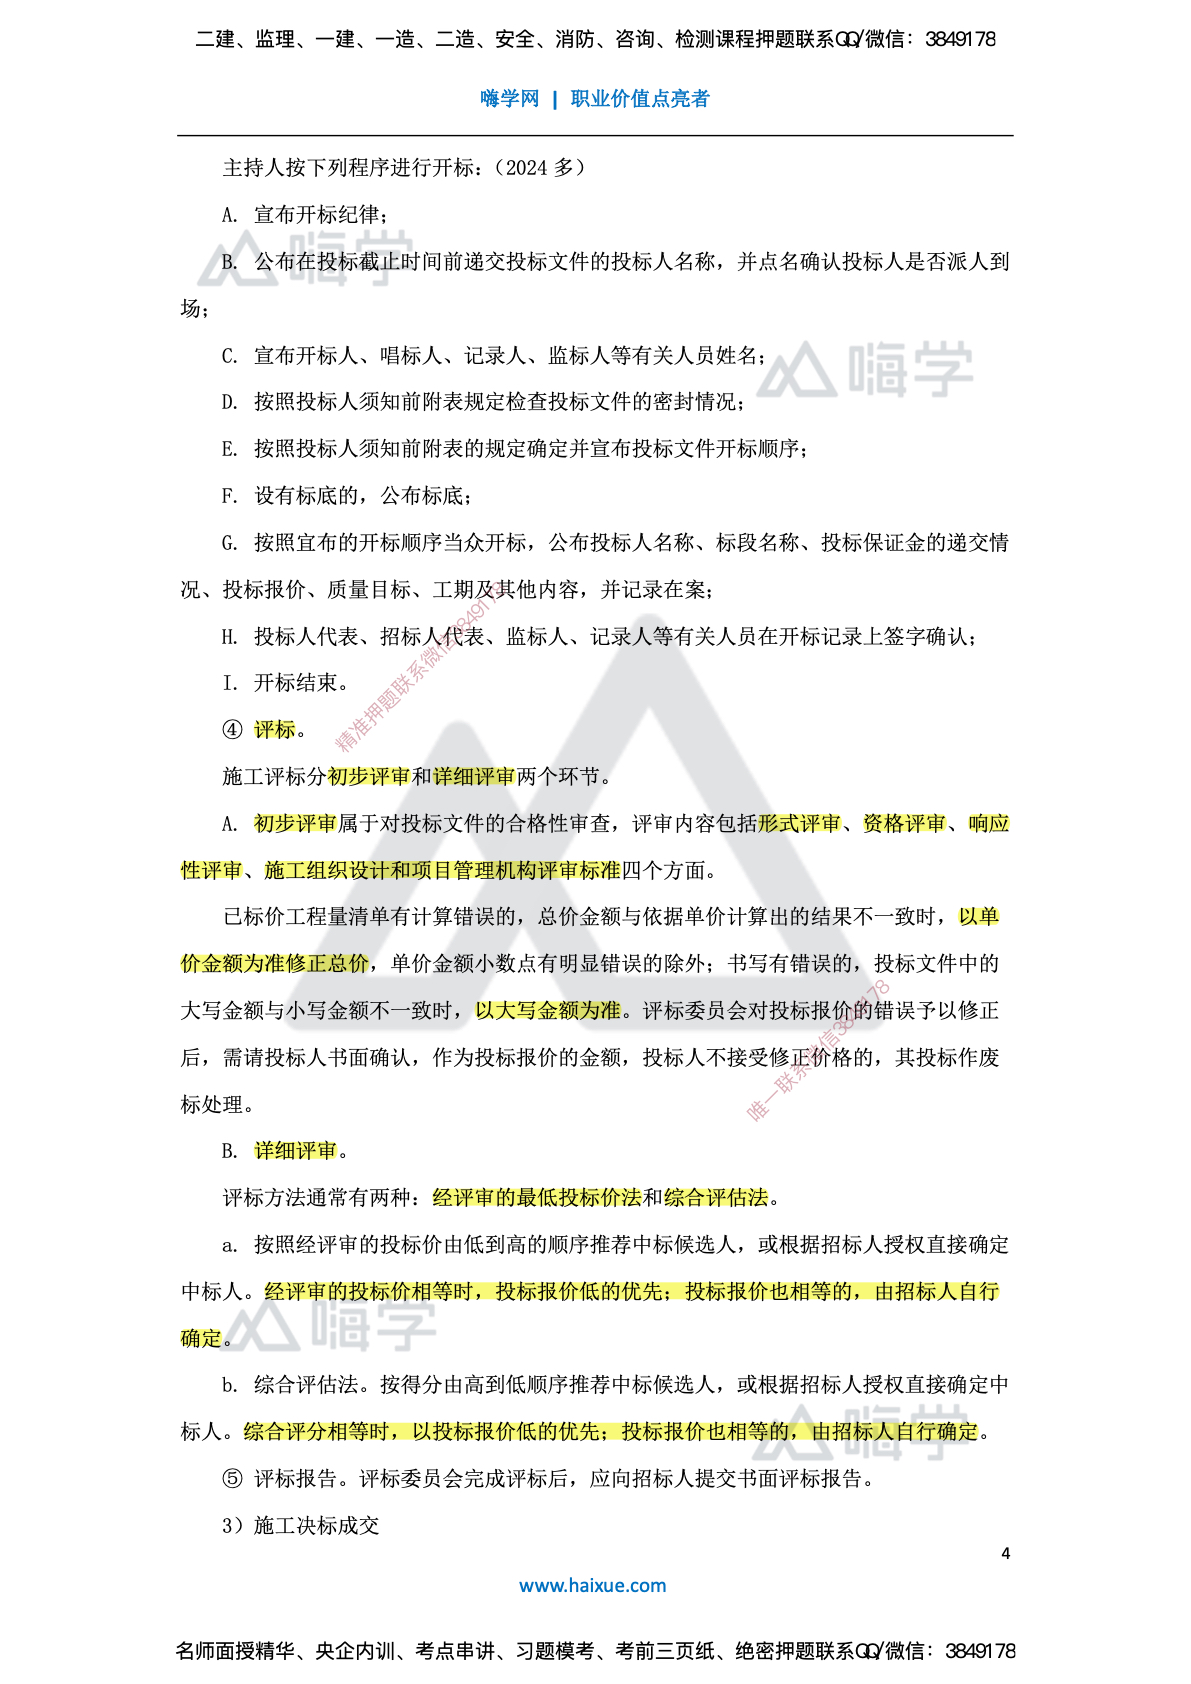 二建、监理、一建、一造、二造、安全、消防、咨询、检测课程押题联系QQ/微信：3849178
嗨学网 | 职业价值点亮者
主持人按下列程序进行开标：（2024 多）
A. 宣布开标纪律；
B. 公布在投标截止时间前递交投标文件的投标人名称，并点名确认投标人是否派人到
场；
C. 宣布开标人、唱标人、记录人、监标人等有关人员姓名；
D. 按照投标人须知前附表规定检查投标文件的密封情况；
E. 按照投标人须知前附表的规定确定并宣布投标文件开标顺序；
F. 设有标底的，公布标底；
G. 按照宜布的开标顺序当众开标，公布投标人名称、标段名称、投标保证金的递交情
况、投标报价、质量目标、工期及其他内容，并记录在案；
H. 投标人代表、招标人代表、监标人、记录人等有关人员在开标记录上签字确认；
I. 开标结束。
④ 评标。
施工评标分初步评审和详细评审两个环节。
A. 初步评审属于对投标文件的合格性审查，评审内容包括形式评审、资格评审、响应
性评审、施工组织设计和项目管理机构评审标准四个方面。
已标价工程量清单有计算错误的，总价金额与依据单价计算出的结果不一致时，以单
价金额为准修正总价，单价金额小数点有明显错误的除外；书写有错误的，投标文件中的
大写金额与小写金额不一致时，以大写金额为准。评标委员会对投标报价的错误予以修正
后，需请投标人书面确认，作为投标报价的金额，投标人不接受修正价格的，其投标作废
标处理。
B. 详细评审。
评标方法通常有两种：经评审的最低投标价法和综合评估法。
a. 按照经评审的投标价由低到高的顺序推荐中标候选人，或根据招标人授权直接确定
中标人。经评审的投标价相等时，投标报价低的优先；投标报价也相等的，由招标人自行
确定。
b. 综合评估法。按得分由高到低顺序推荐中标候选人，或根据招标人授权直接确定中
标人。综合评分相等时，以投标报价低的优先；投标报价也相等的，由招标人自行确定。
⑤ 评标报告。评标委员会完成评标后，应向招标人提交书面评标报告。
3）施工决标成交
4
www.haixue.com
名师面授精华、央企内训、考点串讲、习题模考、考前三页纸、绝密押题联系QQ/微信：3849178
嗨学
嗨学
精准押题联系微信3849178
唯一联系微信3849178
嗨学
嗨学